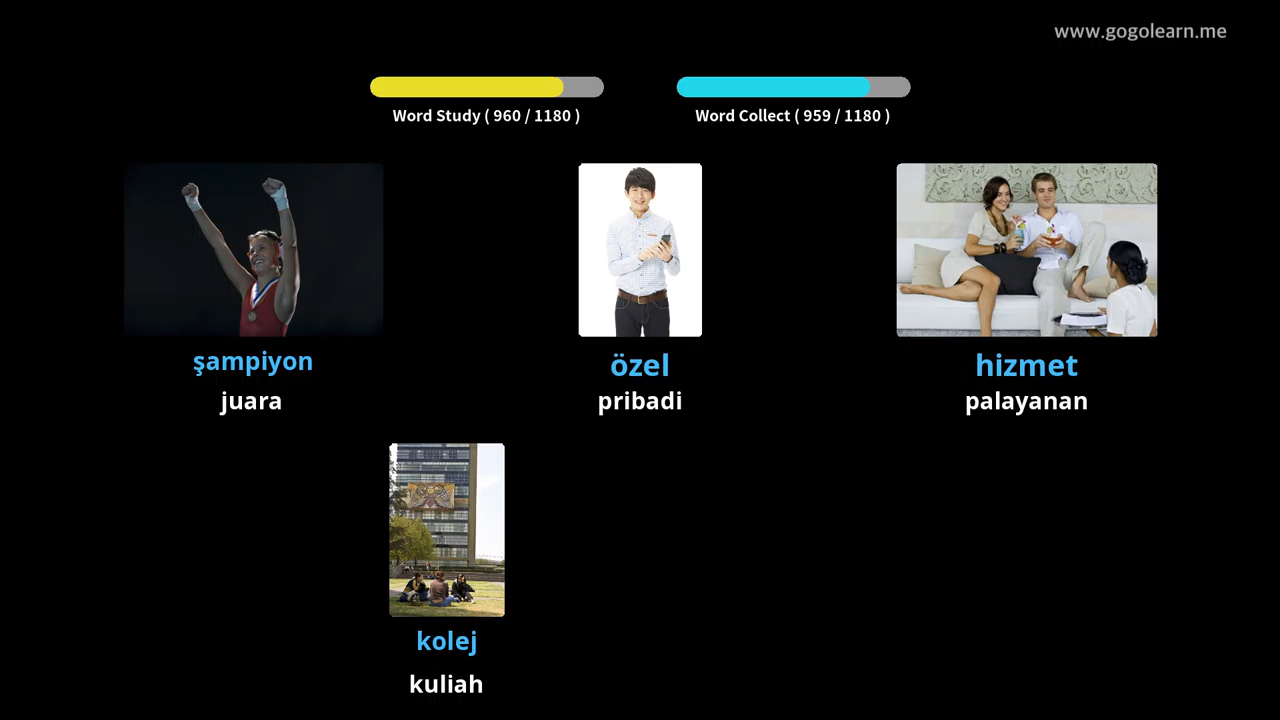 www.gogolearn.me
Word Study ( 960 / 1180 )
Word Collect ( 959 / 1180 )
şampiyon
juara
özel
pribadi
hizmet
palayanan
kolej
kuliah